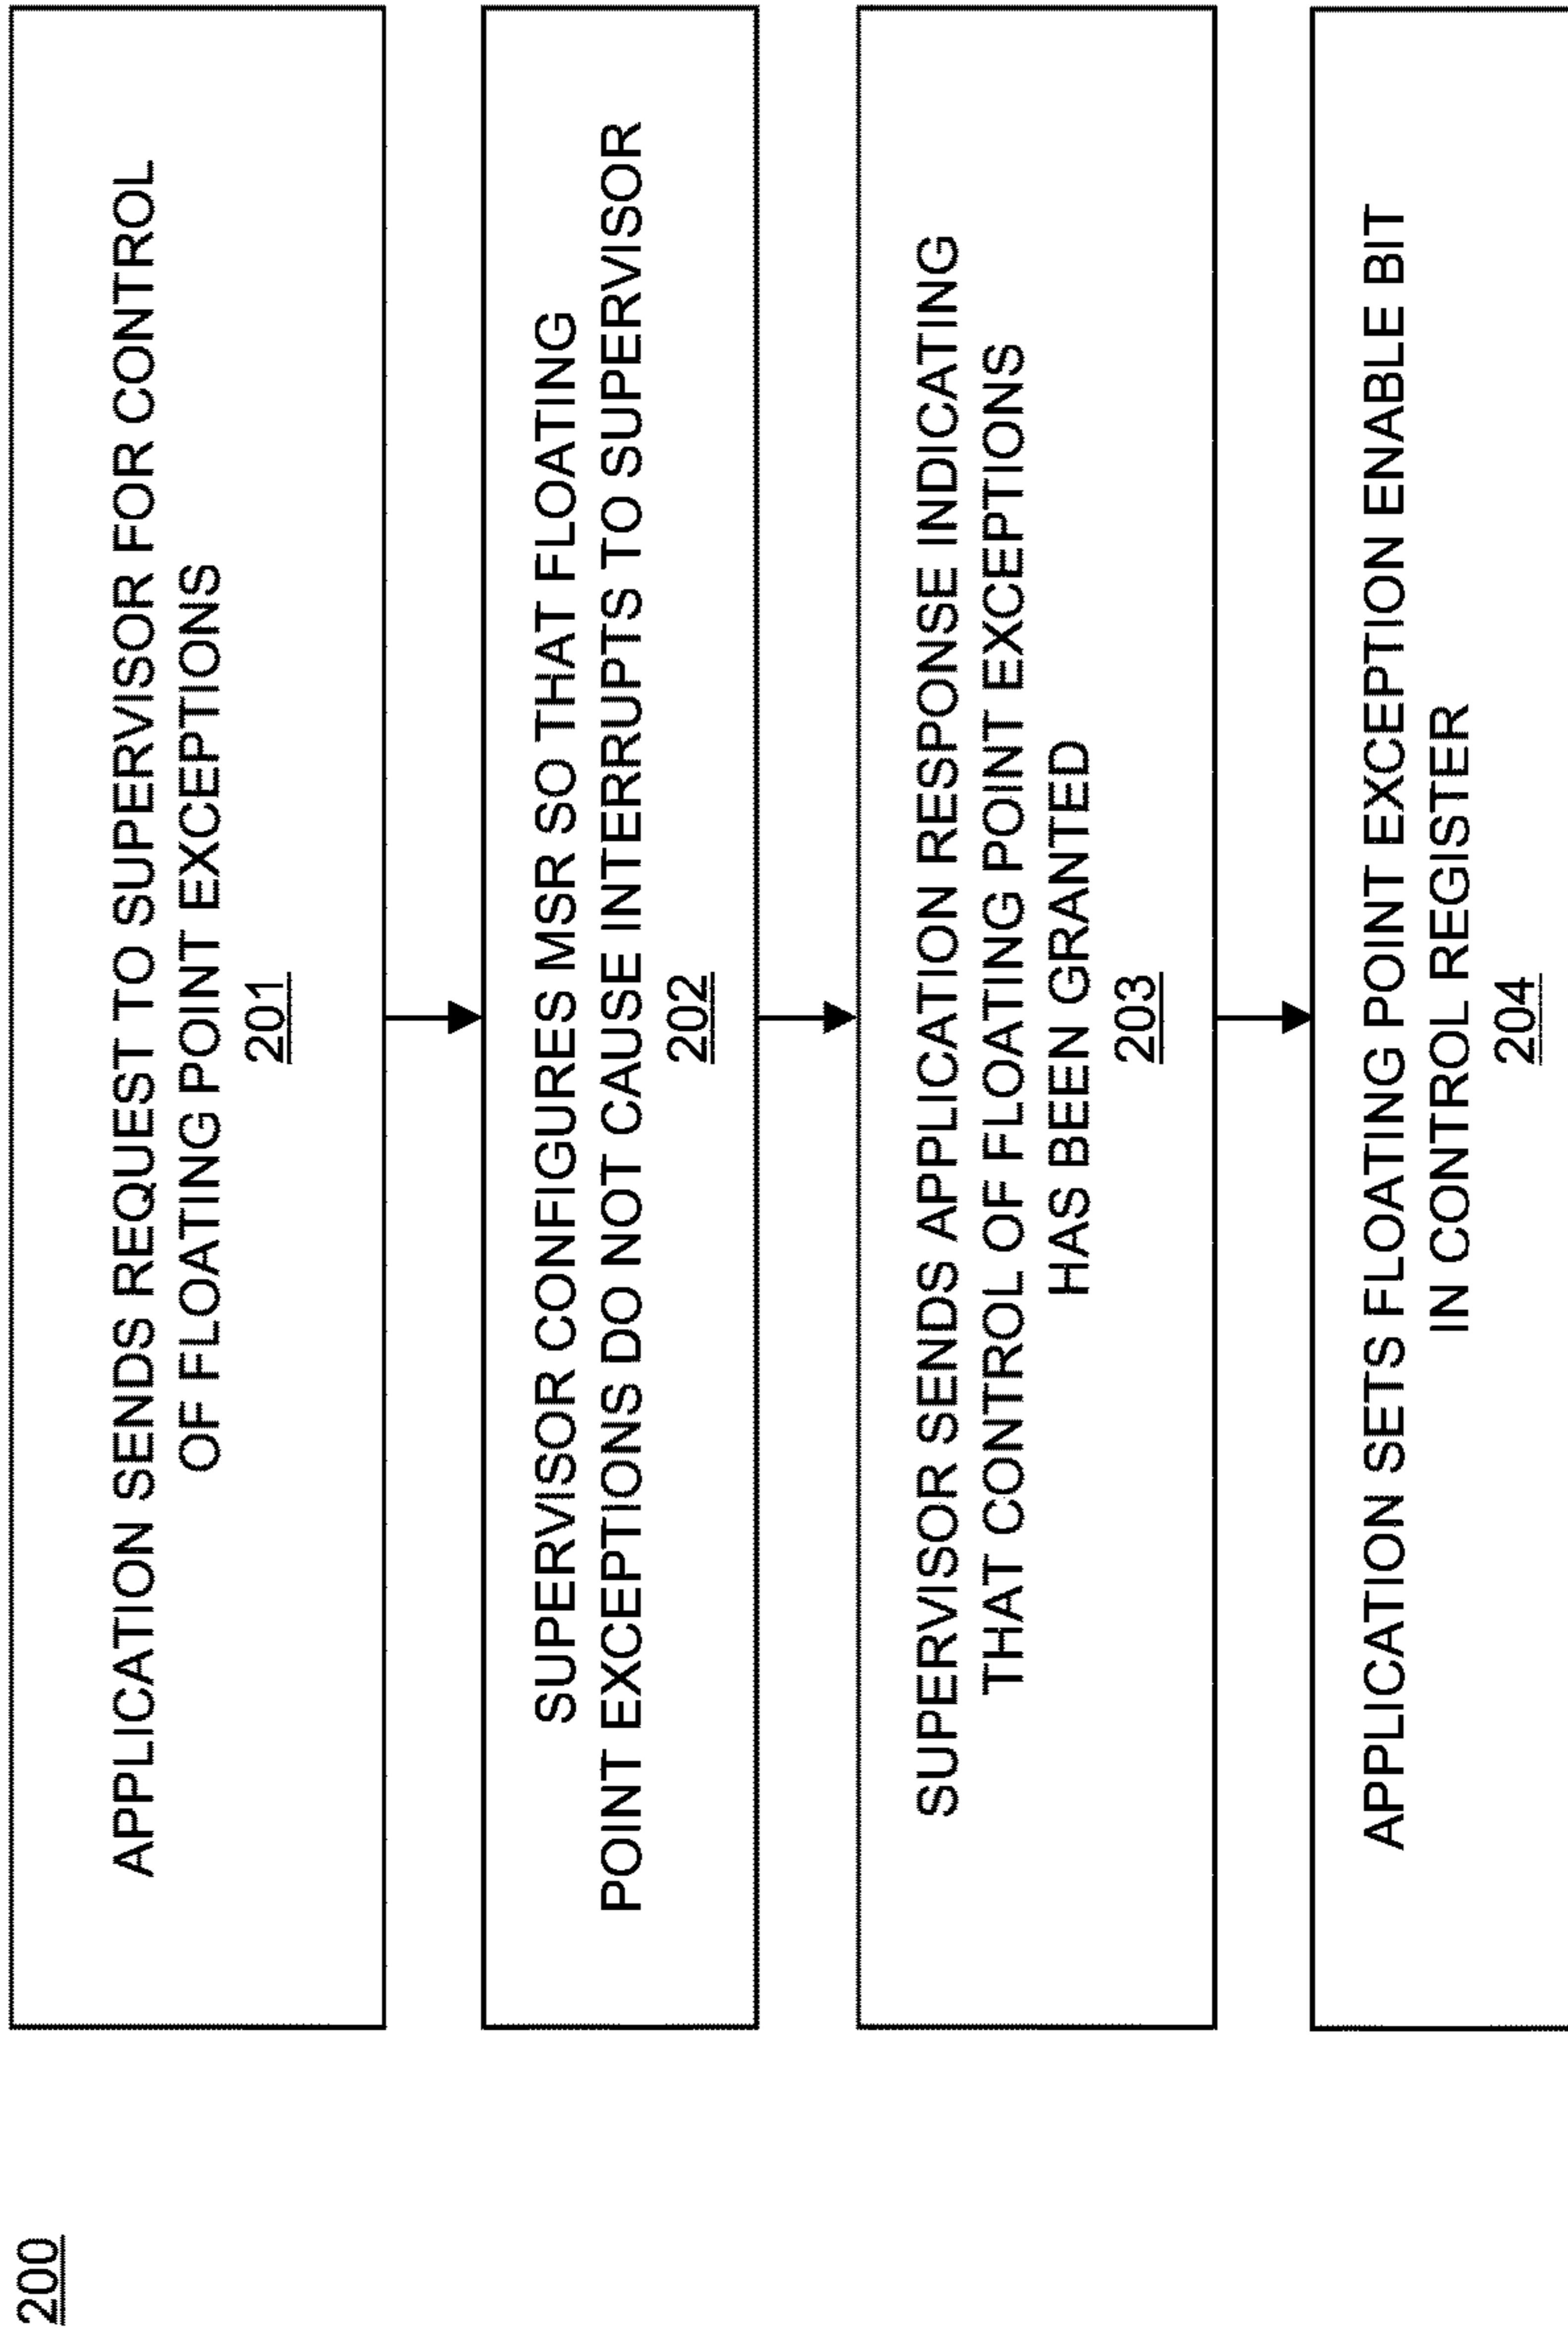 200
APPLICATION SENDS REQUEST TO SUPERVISOR FOR CONTROL
OF FLOATING POINT EXCEPTIONS
201
SUPERVISOR CONFIGURES MSR SO THAT FLOATING
POINT EXCEPTIONS DO NOT CAUSE INTERRUPTS TO SUPERVISOR
202
SUPERVISOR SENDS APPLICATION RESPONSE INDICATING
THAT CONTROL OF FLOATING POINT EXCEPTIONS
HAS BEEN GRANTED
203
APPLICATION SETS FLOATING POINT EXCEPTION ENABLE BIT
IN CONTROL REGISTER
204